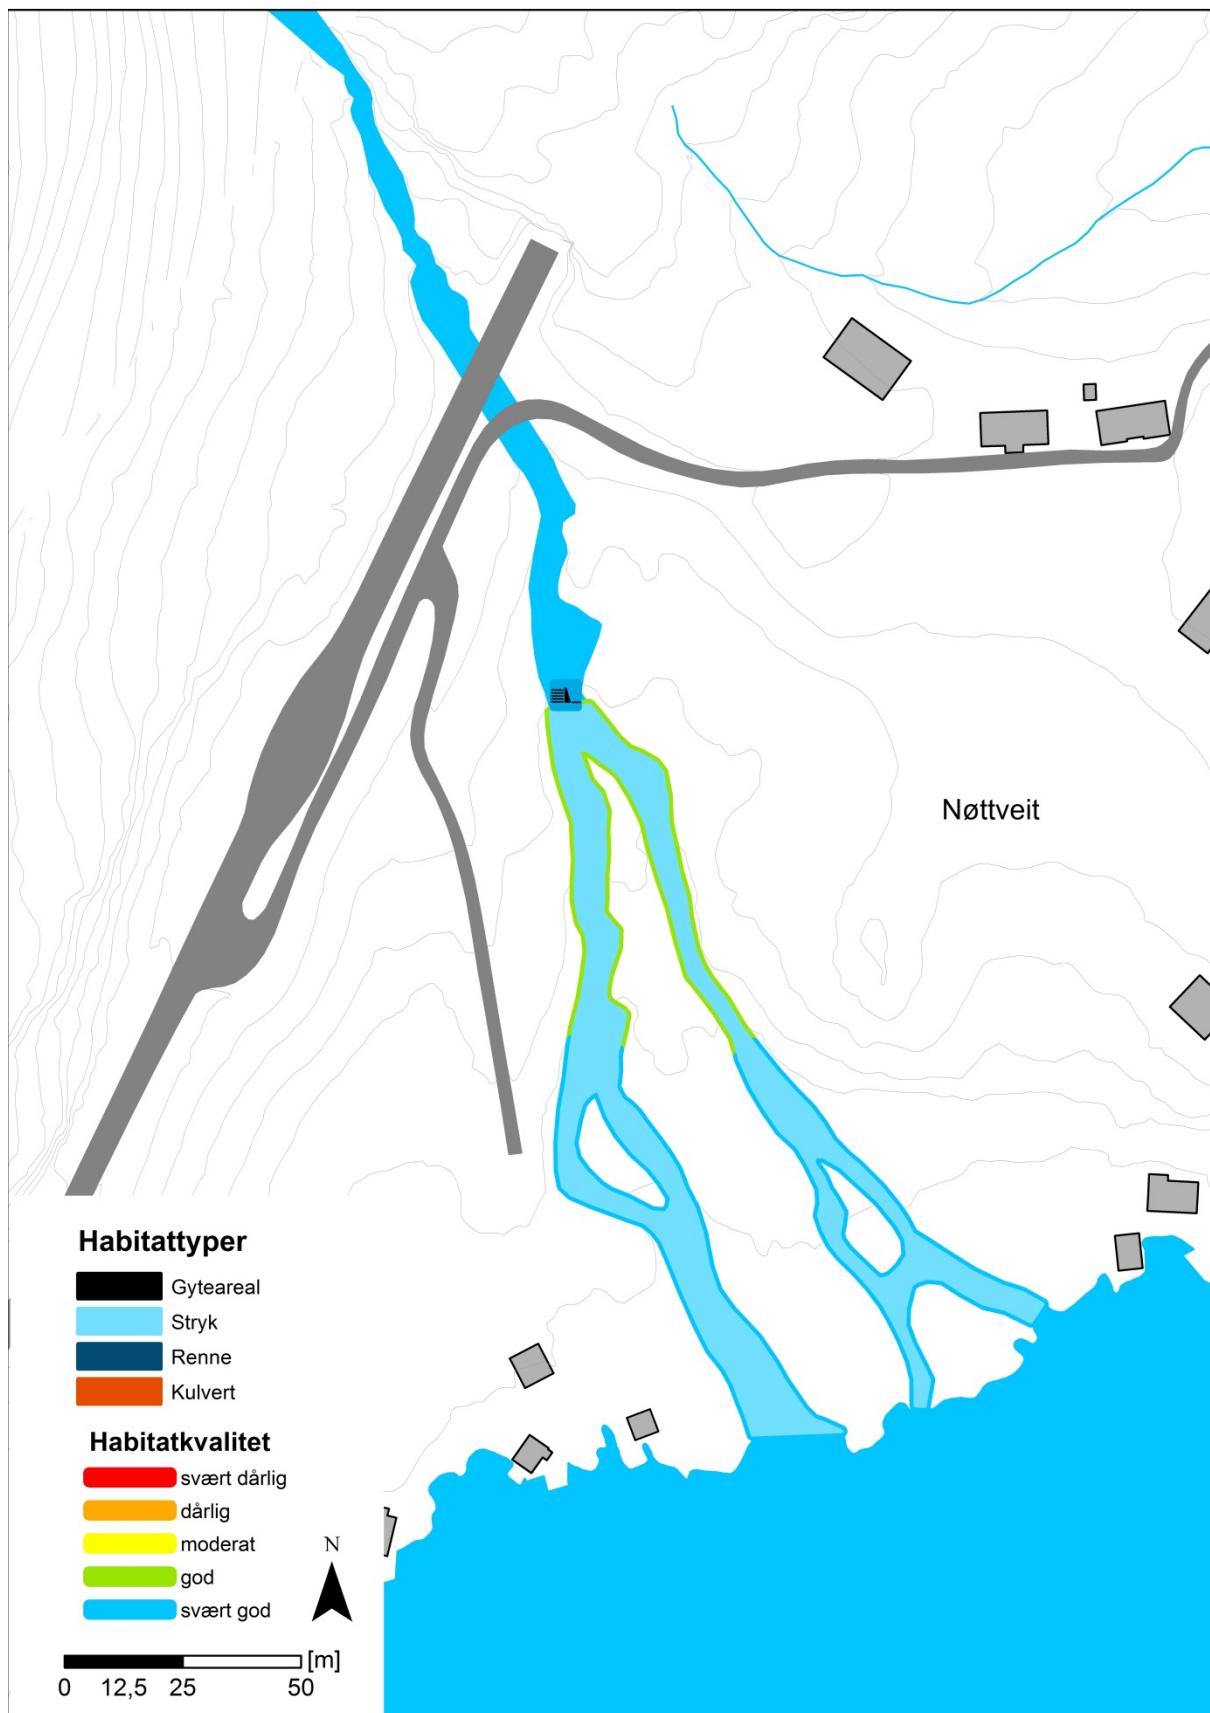 Nøttveit
Habitattyper
Gyteareal
Stryk
Renne
Kulvert
Habitatkvalitet
svært dårlig
dårlig
moderat
god
svært god
N
[m]
0 12,5 25 50